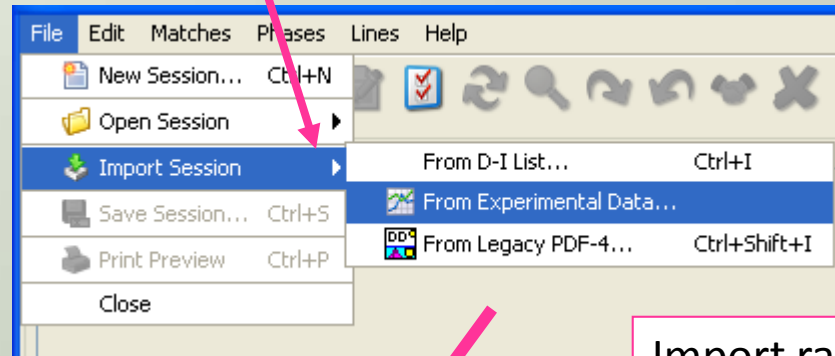 File Edit Matches Phases Lines Help
New Session... Ctrl+N
Open Session
Import Session
From D-I List... Ctrl+I
From Experimental Data...
Save Session... Ctrl+S
From Legacy PDF-4... Ctrl+Shift+I
Print Preview Ctrl+P
Close
Import